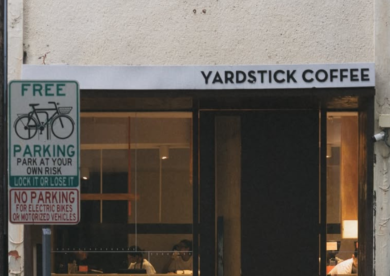 YARDSTICK COFFEE
FREE
PARKING
PARK AT YOUR
OWN RISK
LOCK IT OR LOSE IT
NO PARKING
FOR ELECTRIC BIKES
OR MOTORIZED VEHICLES